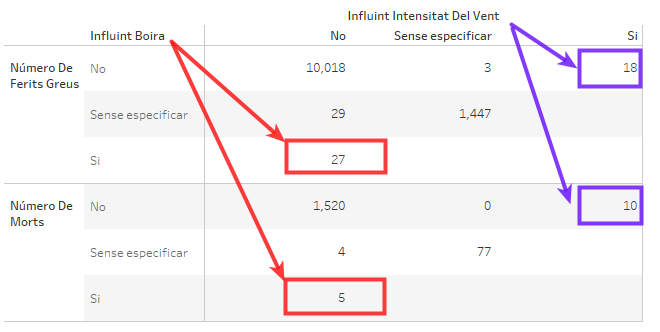 Influint Intensitat Del Vent
Influint Boira No Sense especificar Si
Número De Ferits Greus No 10,018 3 18
Sense especificar 29 1,447
Si 27
Número De Morts No 1,520 0 10
Sense especificar 4 77
Si 5